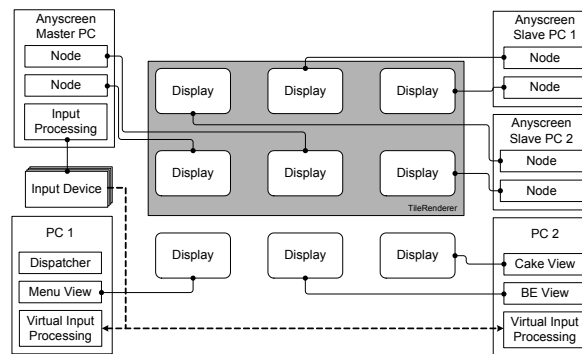 Anyscreen
Master PC
Node
Node
Input
Processing
Input Device
Display
Display
Display
Display
Display
Display
TileRenderer
Anyscreen
Slave PC 1
Node
Node
Anyscreen
Slave PC 2
Node
Node
PC 1
Dispatcher
Menu View
Virtual Input
Processing
Display
Display
Display
PC 2
Cake View
BE View
Virtual Input
Processing